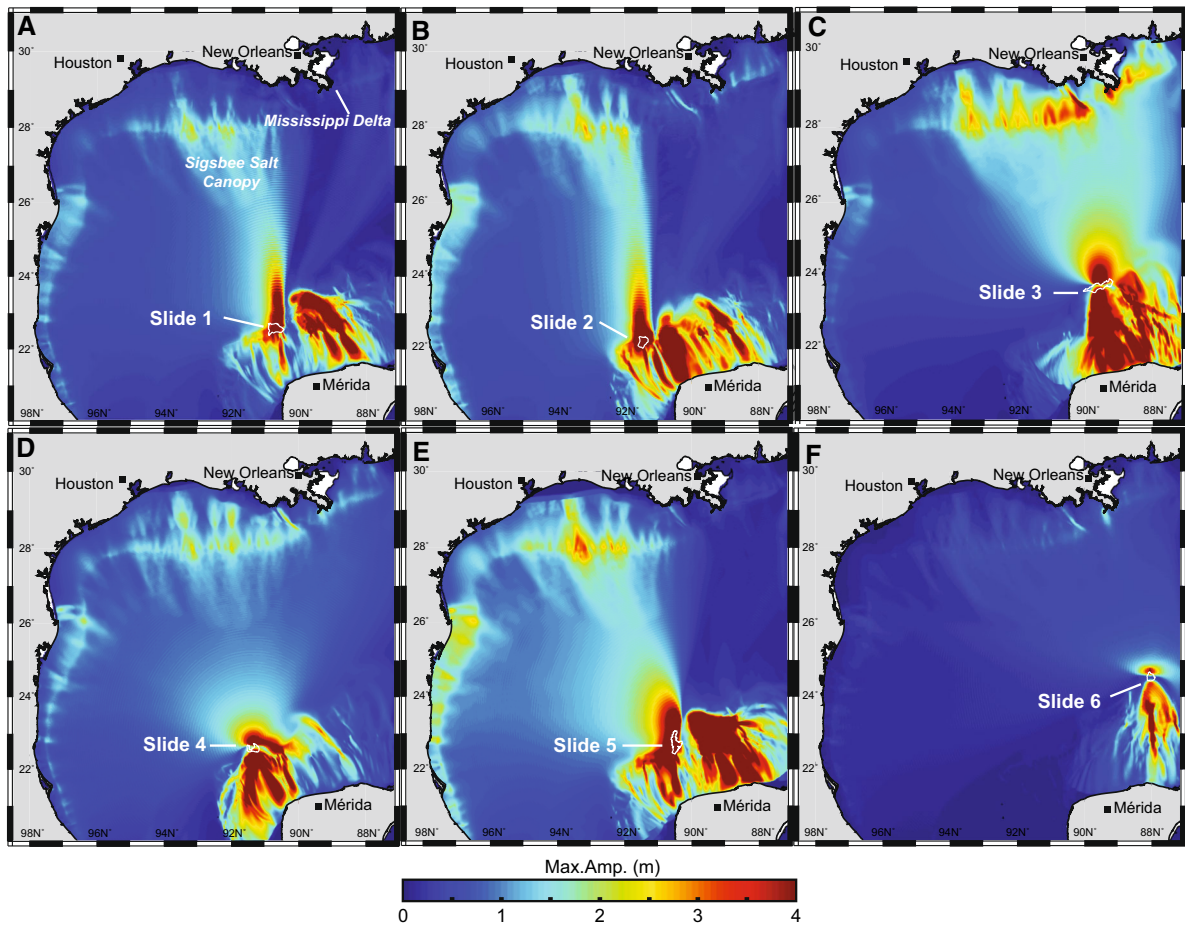 A
30°
New Orleans
Houston
Mississippi Delta
28°
Sigsbee Salt
Canopy
26°
24°
Slide 1
22°
Mérida
98N° 96N° 94N° 92N° 90N° 88N°
B
30°
New Orleans
Houston
28°
26°
24°
Slide 2
22°
Mérida
98N° 96N° 94N° 92N° 90N° 88N°
C
30°
New Orleans
Houston
28°
26°
24°
Slide 3
22°
Mérida
98N° 96N° 94N° 92N° 90N° 88N°
D
30°
New Orleans
Houston
28°
26°
24°
Slide 4
22°
Mérida
98N° 96N° 94N° 92N° 90N° 88N°
E
30°
New Orleans
Houston
28°
26°
24°
Slide 5
22°
Mérida
98N° 96N° 94N° 92N° 90N° 88N°
F
30°
New Orleans
Houston
28°
26°
24°
Slide 6
22°
Mérida
98N° 96N° 94N° 92N° 90N° 88N°
Max.Amp. (m)
0 1 2 3 4